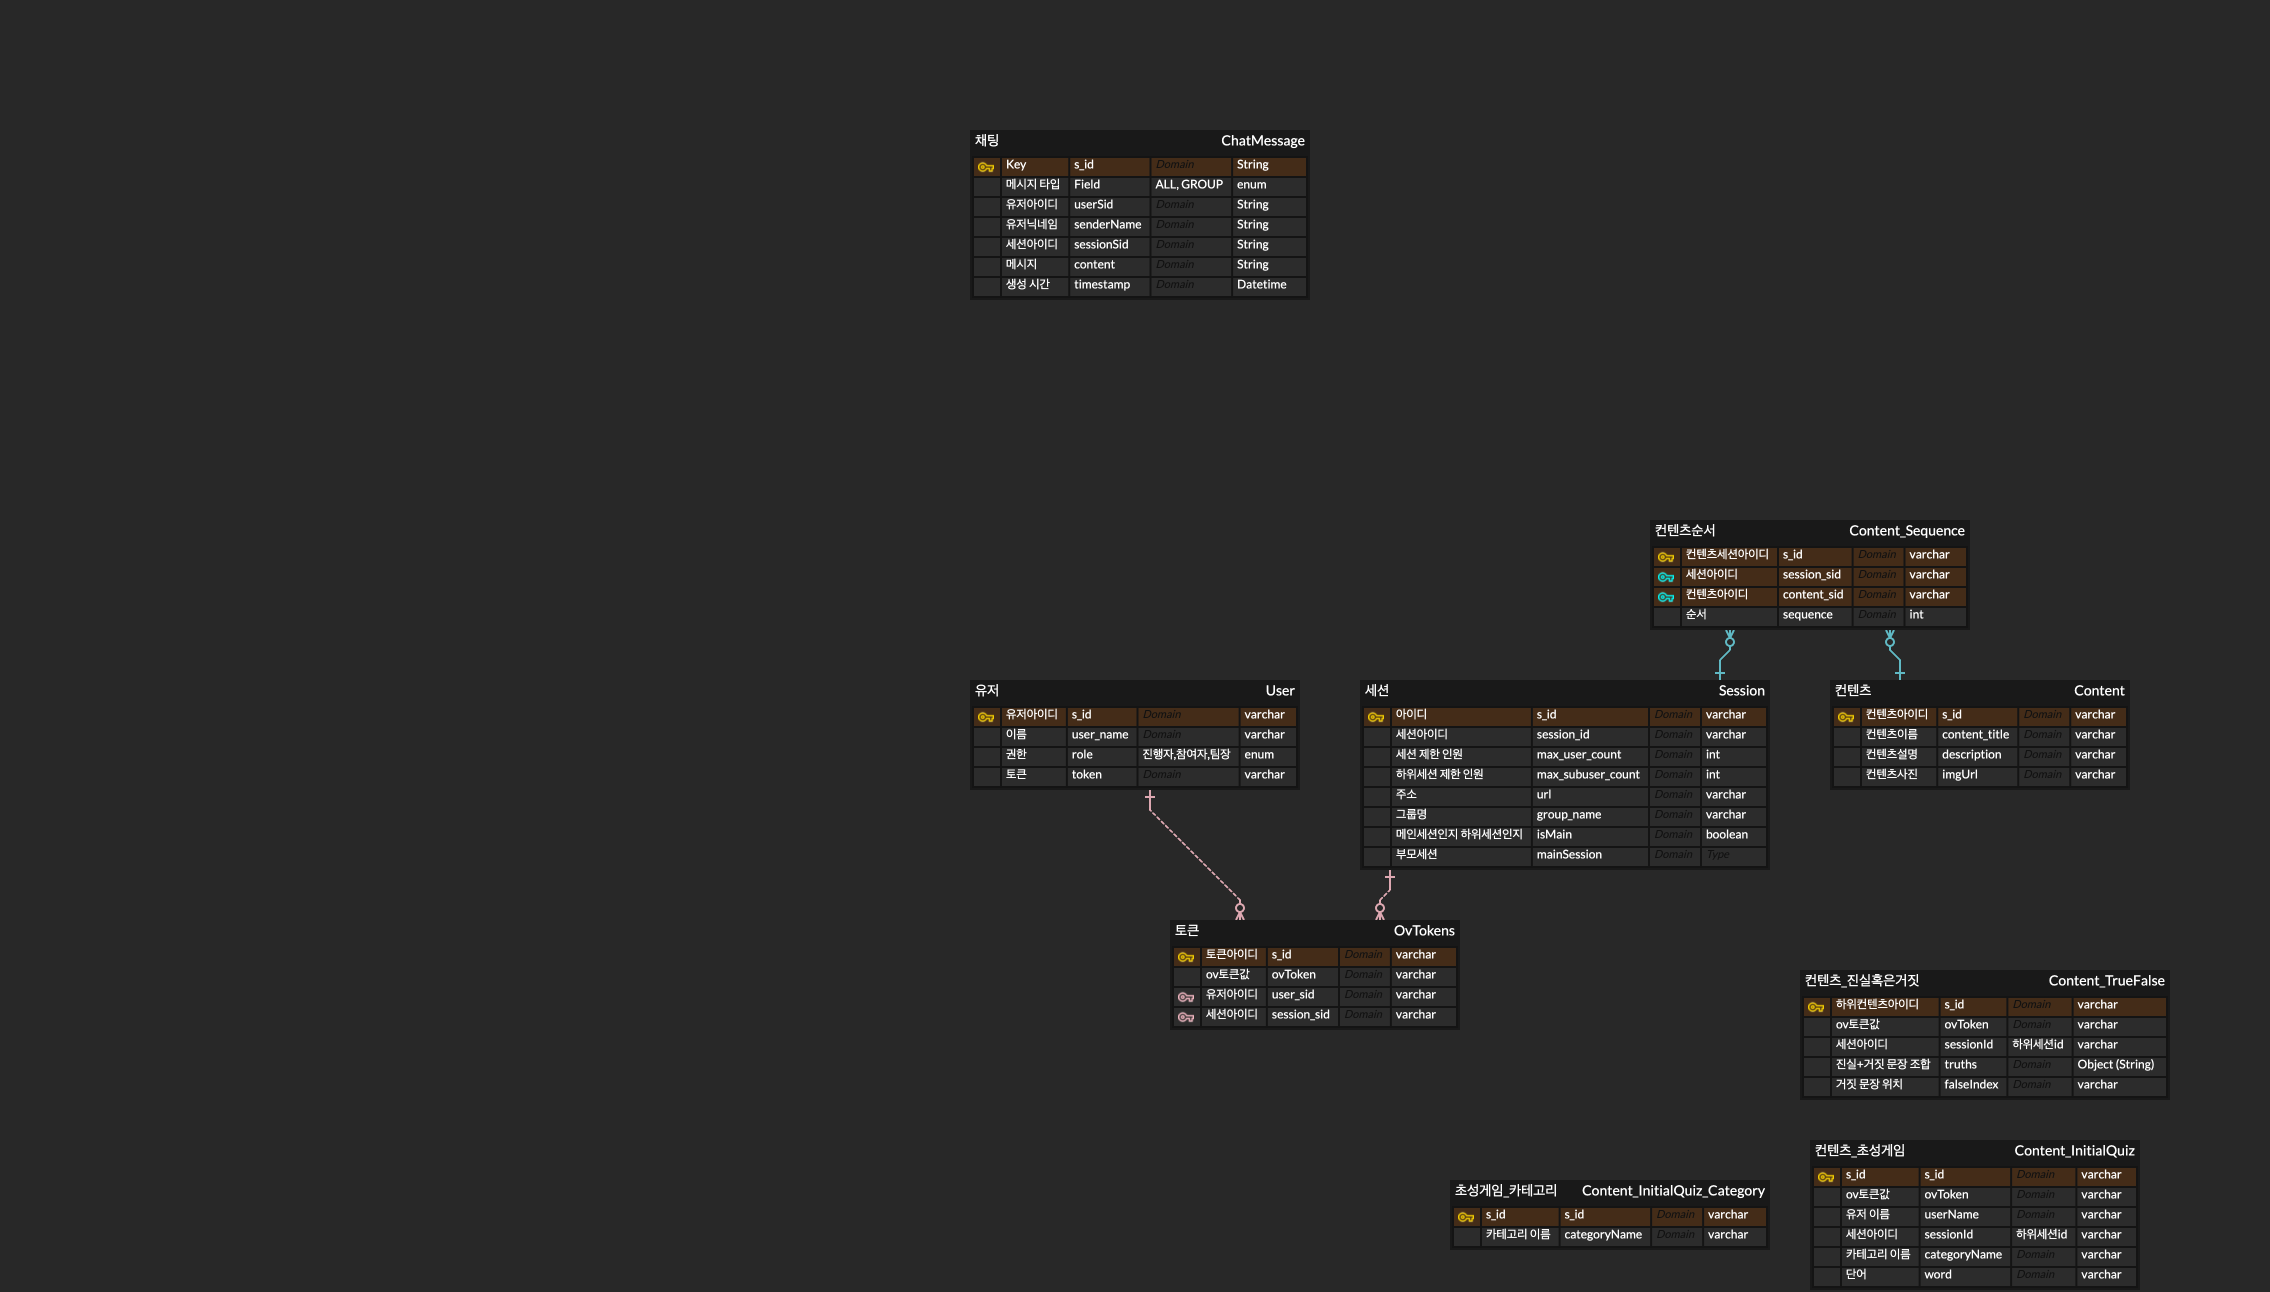 채팅 ChatMessage
Key s_id Domain String
메시지 타입 Field ALL, GROUP enum
유저아이디 userSid Domain String
유저닉네임 senderName Domain String
세션아이디 sessionSid Domain String
메시지 content Domain String
생성 시간 timestamp Domain Datetime
컨텐츠순서 Content_Sequence
컨텐츠세션아이디 s_id Domain varchar
세션아이디 session_sid Domain varchar
컨텐츠아이디 content_sid Domain varchar
순서 sequence Domain int
유저 User
유저아이디 s_id Domain varchar
이름 user_name Domain varchar
권한 role 진행자,참여자,팀장 enum
토큰 token Domain varchar
세션 Session
아이디 s_id Domain varchar
세션아이디 session_id Domain varchar
세션 제한 인원 max_user_count Domain int
하위세션 제한 인원 max_subuser_count Domain int
주소 url Domain varchar
그룹명 group_name Domain varchar
메인세션인지 하위세션인지 isMain Domain boolean
부모세션 mainSession Domain Type
컨텐츠 Content
컨텐츠아이디 s_id Domain varchar
컨텐츠이름 content_title Domain varchar
컨텐츠설명 description Domain varchar
컨텐츠사진 imgUrl Domain varchar
토큰 OvTokens
토큰아이디 s_id Domain varchar
ov토큰값 ovToken Domain varchar
유저아이디 user_sid Domain varchar
세션아이디 session_sid Domain varchar
컨텐츠_진실혹은거짓 Content_TrueFalse
하위컨텐츠아이디 s_id Domain varchar
ov토큰값 ovToken Domain varchar
세션아이디 sessionId 하위세션id varchar
진실+거짓 문장 조합 truths Domain Object (String)
거짓 문장 위치 falseIndex Domain varchar
초성게임_카테고리 Content_InitialQuiz_Category
s_id s_id Domain varchar
카테고리 이름 categoryName Domain varchar
컨텐츠_초성게임 Content_InitialQuiz
s_id s_id Domain varchar
ov토큰값 ovToken Domain varchar
유저 이름 userName Domain varchar
세션아이디 sessionId 하위세션id varchar
카테고리 이름 categoryName Domain varchar
단어 word Domain varchar